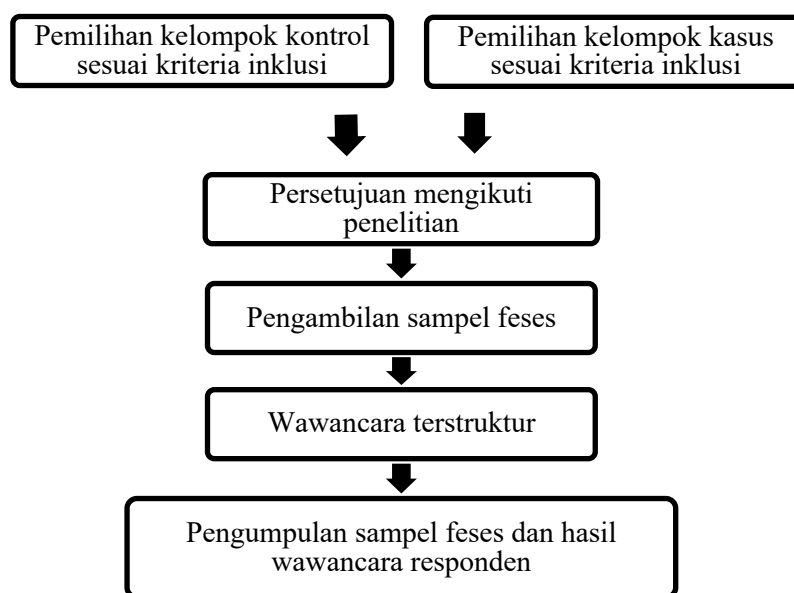 Pemilihan kelompok kontrol
sesuai kriteria inklusi
Pemilihan kelompok kasus
sesuai kriteria inklusi
Persetujuan mengikuti
penelitian
Pengambilan sampel feses
Wawancara terstruktur
Pengumpulan sampel feses dan hasil
wawancara responden